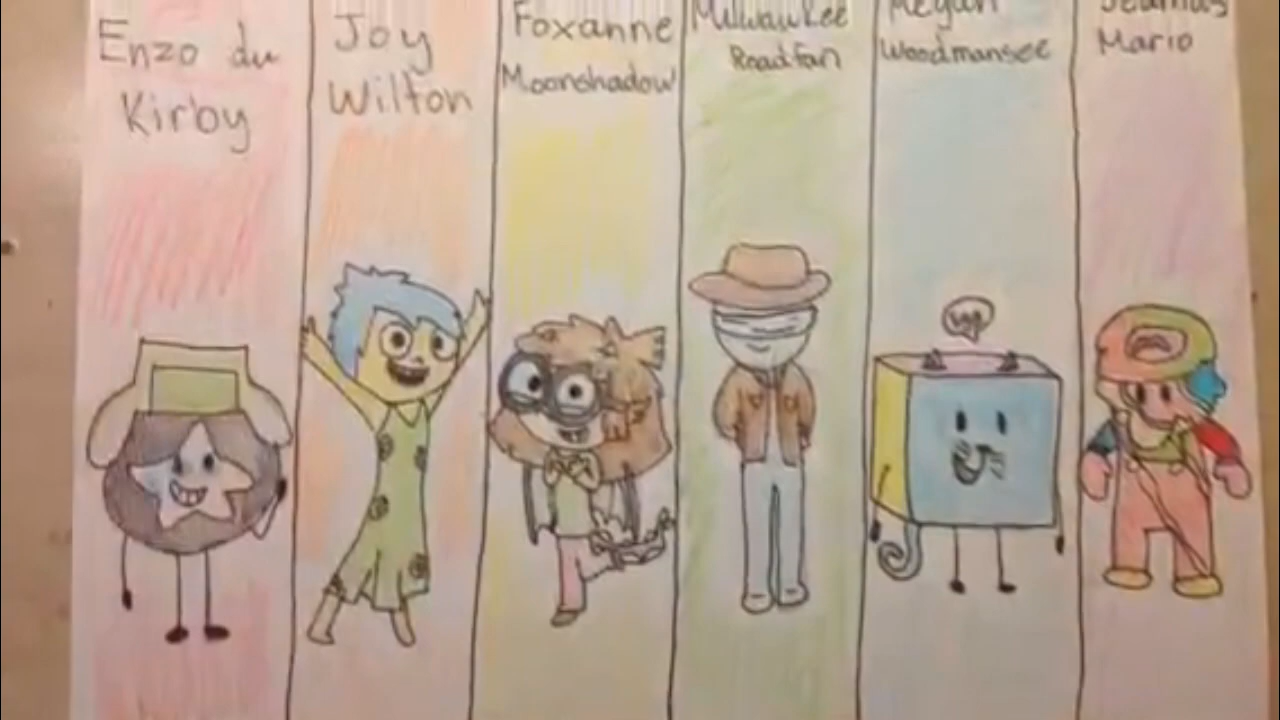 Enzo du
Kirby
Joy
Wilton
Foxanne
Moonshadow
Milwaukee
Roadfan
Megan
Woodmansee
Mario